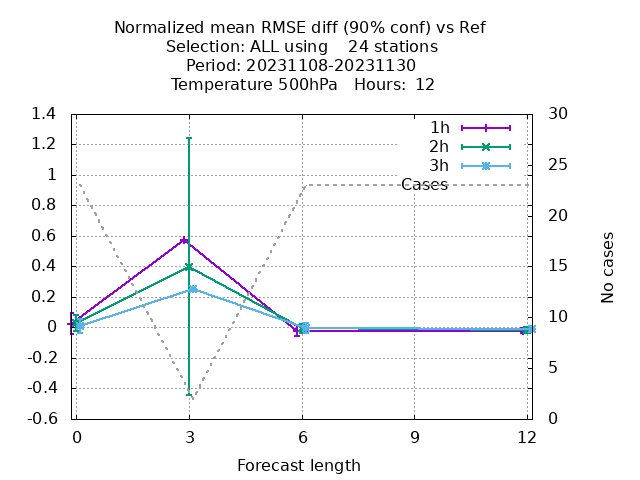 Normalized mean RMSE diff (90% conf) vs Ref
Selection: ALL using    24 stations
Period: 20231108-20231130
Temperature 500hPa   Hours:  12
1h
2h
3h
Cases
1.4
1.2
1
0.8
0.6
0.4
0.2
0
-0.2
-0.4
-0.6
30
25
20
15
10
5
0
No cases
0 3 6 9 12
Forecast length